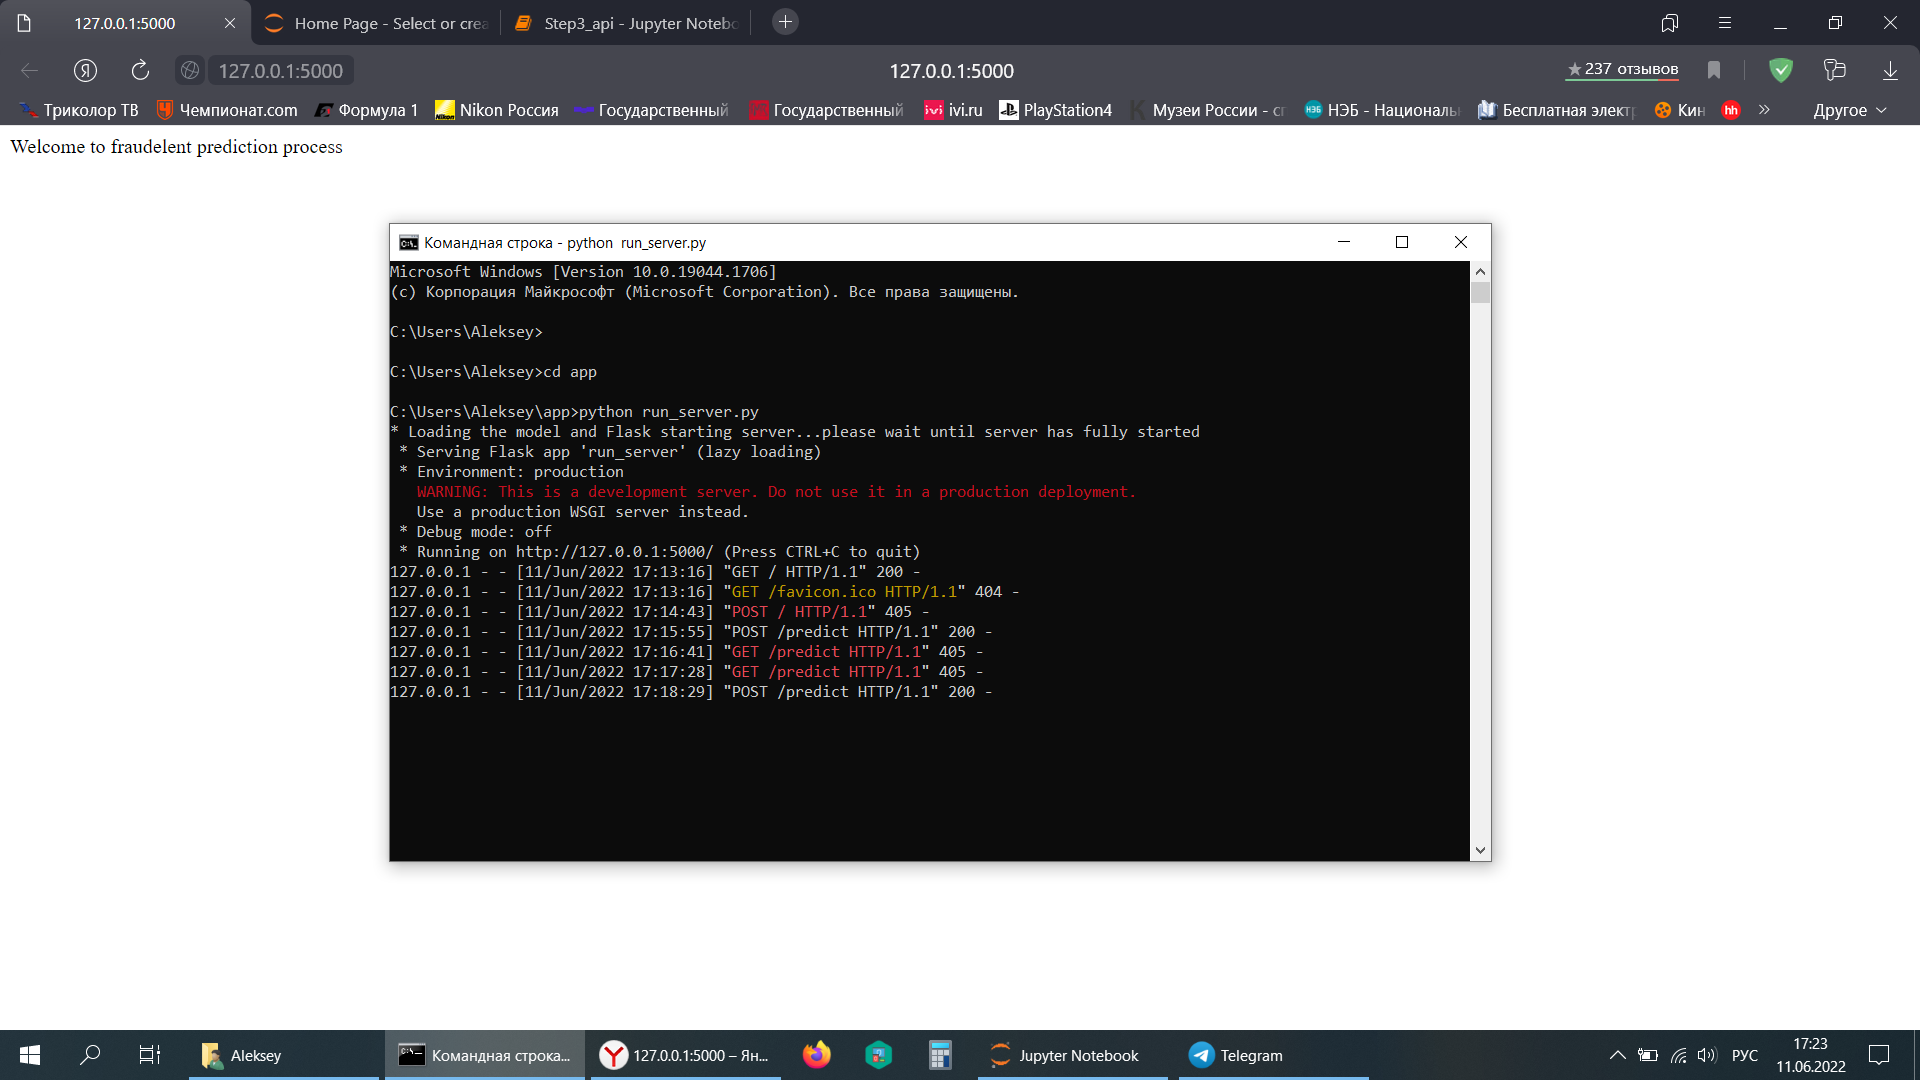 127.0.0.1:5000
Home Page - Select or crea
Step3_api - Jupyter Notebo
127.0.0.1:5000
127.0.0.1:5000
★237 отзывов
Триколор ТВ
Чемпионат.com
Формула 1
Nikon Россия
Государственный
Государственный
ivi.ru
PlayStation4
Музеи России - сп
НЭБ - Националь
Бесплатная электр
Кин
hh
»
Другое
Welcome to fraudelent prediction process
Командная строка - python  run_server.py
Microsoft Windows [Version 10.0.19044.1706]
(c) Корпорация Майкрософт (Microsoft Corporation). Все права защищены.
C:\Users\Aleksey>
C:\Users\Aleksey>cd app
C:\Users\Aleksey\app>python run_server.py
* Loading the model and Flask starting server...please wait until server has fully started
* Serving Flask app 'run_server' (lazy loading)
* Environment: production
WARNING: This is a development server. Do not use it in a production deployment.
Use a production WSGI server instead.
* Debug mode: off
* Running on http://127.0.0.1:5000/ (Press CTRL+C to quit)
127.0.0.1 - - [11/Jun/2022 17:13:16] "GET / HTTP/1.1" 200 -
127.0.0.1 - - [11/Jun/2022 17:13:16] "GET /favicon.ico HTTP/1.1" 404 -
127.0.0.1 - - [11/Jun/2022 17:14:43] "POST / HTTP/1.1" 405 -
127.0.0.1 - - [11/Jun/2022 17:15:55] "POST /predict HTTP/1.1" 200 -
127.0.0.1 - - [11/Jun/2022 17:16:41] "GET /predict HTTP/1.1" 405 -
127.0.0.1 - - [11/Jun/2022 17:17:28] "GET /predict HTTP/1.1" 405 -
127.0.0.1 - - [11/Jun/2022 17:18:29] "POST /predict HTTP/1.1" 200 -
Aleksey
Командная строка...
127.0.0.1:5000 – Ян...
Jupyter Notebook
Telegram
РУС
17:23
11.06.2022